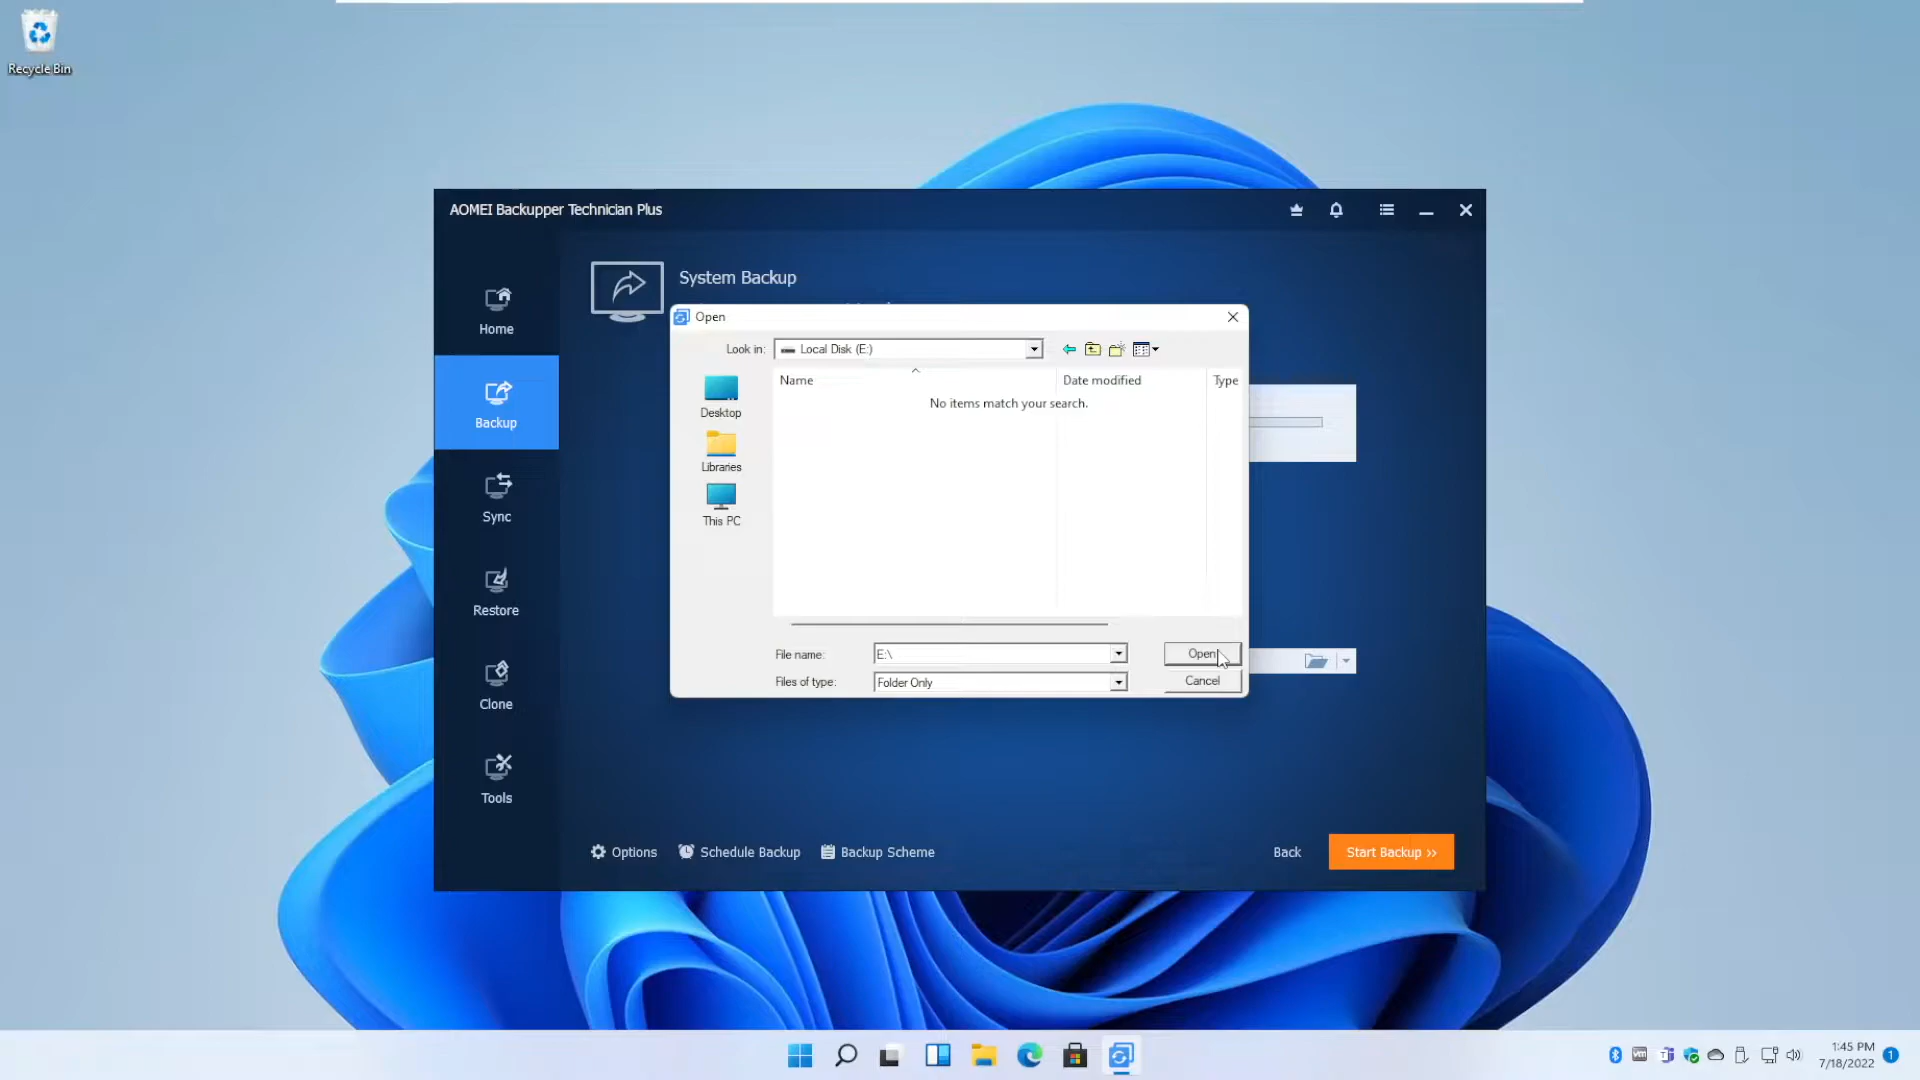 Recycle Bin
AOMEI Backupper Technician Plus
Home
Backup
Sync
Restore
Clone
Tools
System Backup
Open
Look in:
Local Disk (E:)
Name
Date modified
Type
No items match your search.
Desktop
Libraries
This PC
File name:
E:\
Open
Files of type:
Folder Only
Cancel
Options
Schedule Backup
Backup Scheme
Back
Start Backup >>
1:45 PM
7/18/2022
1